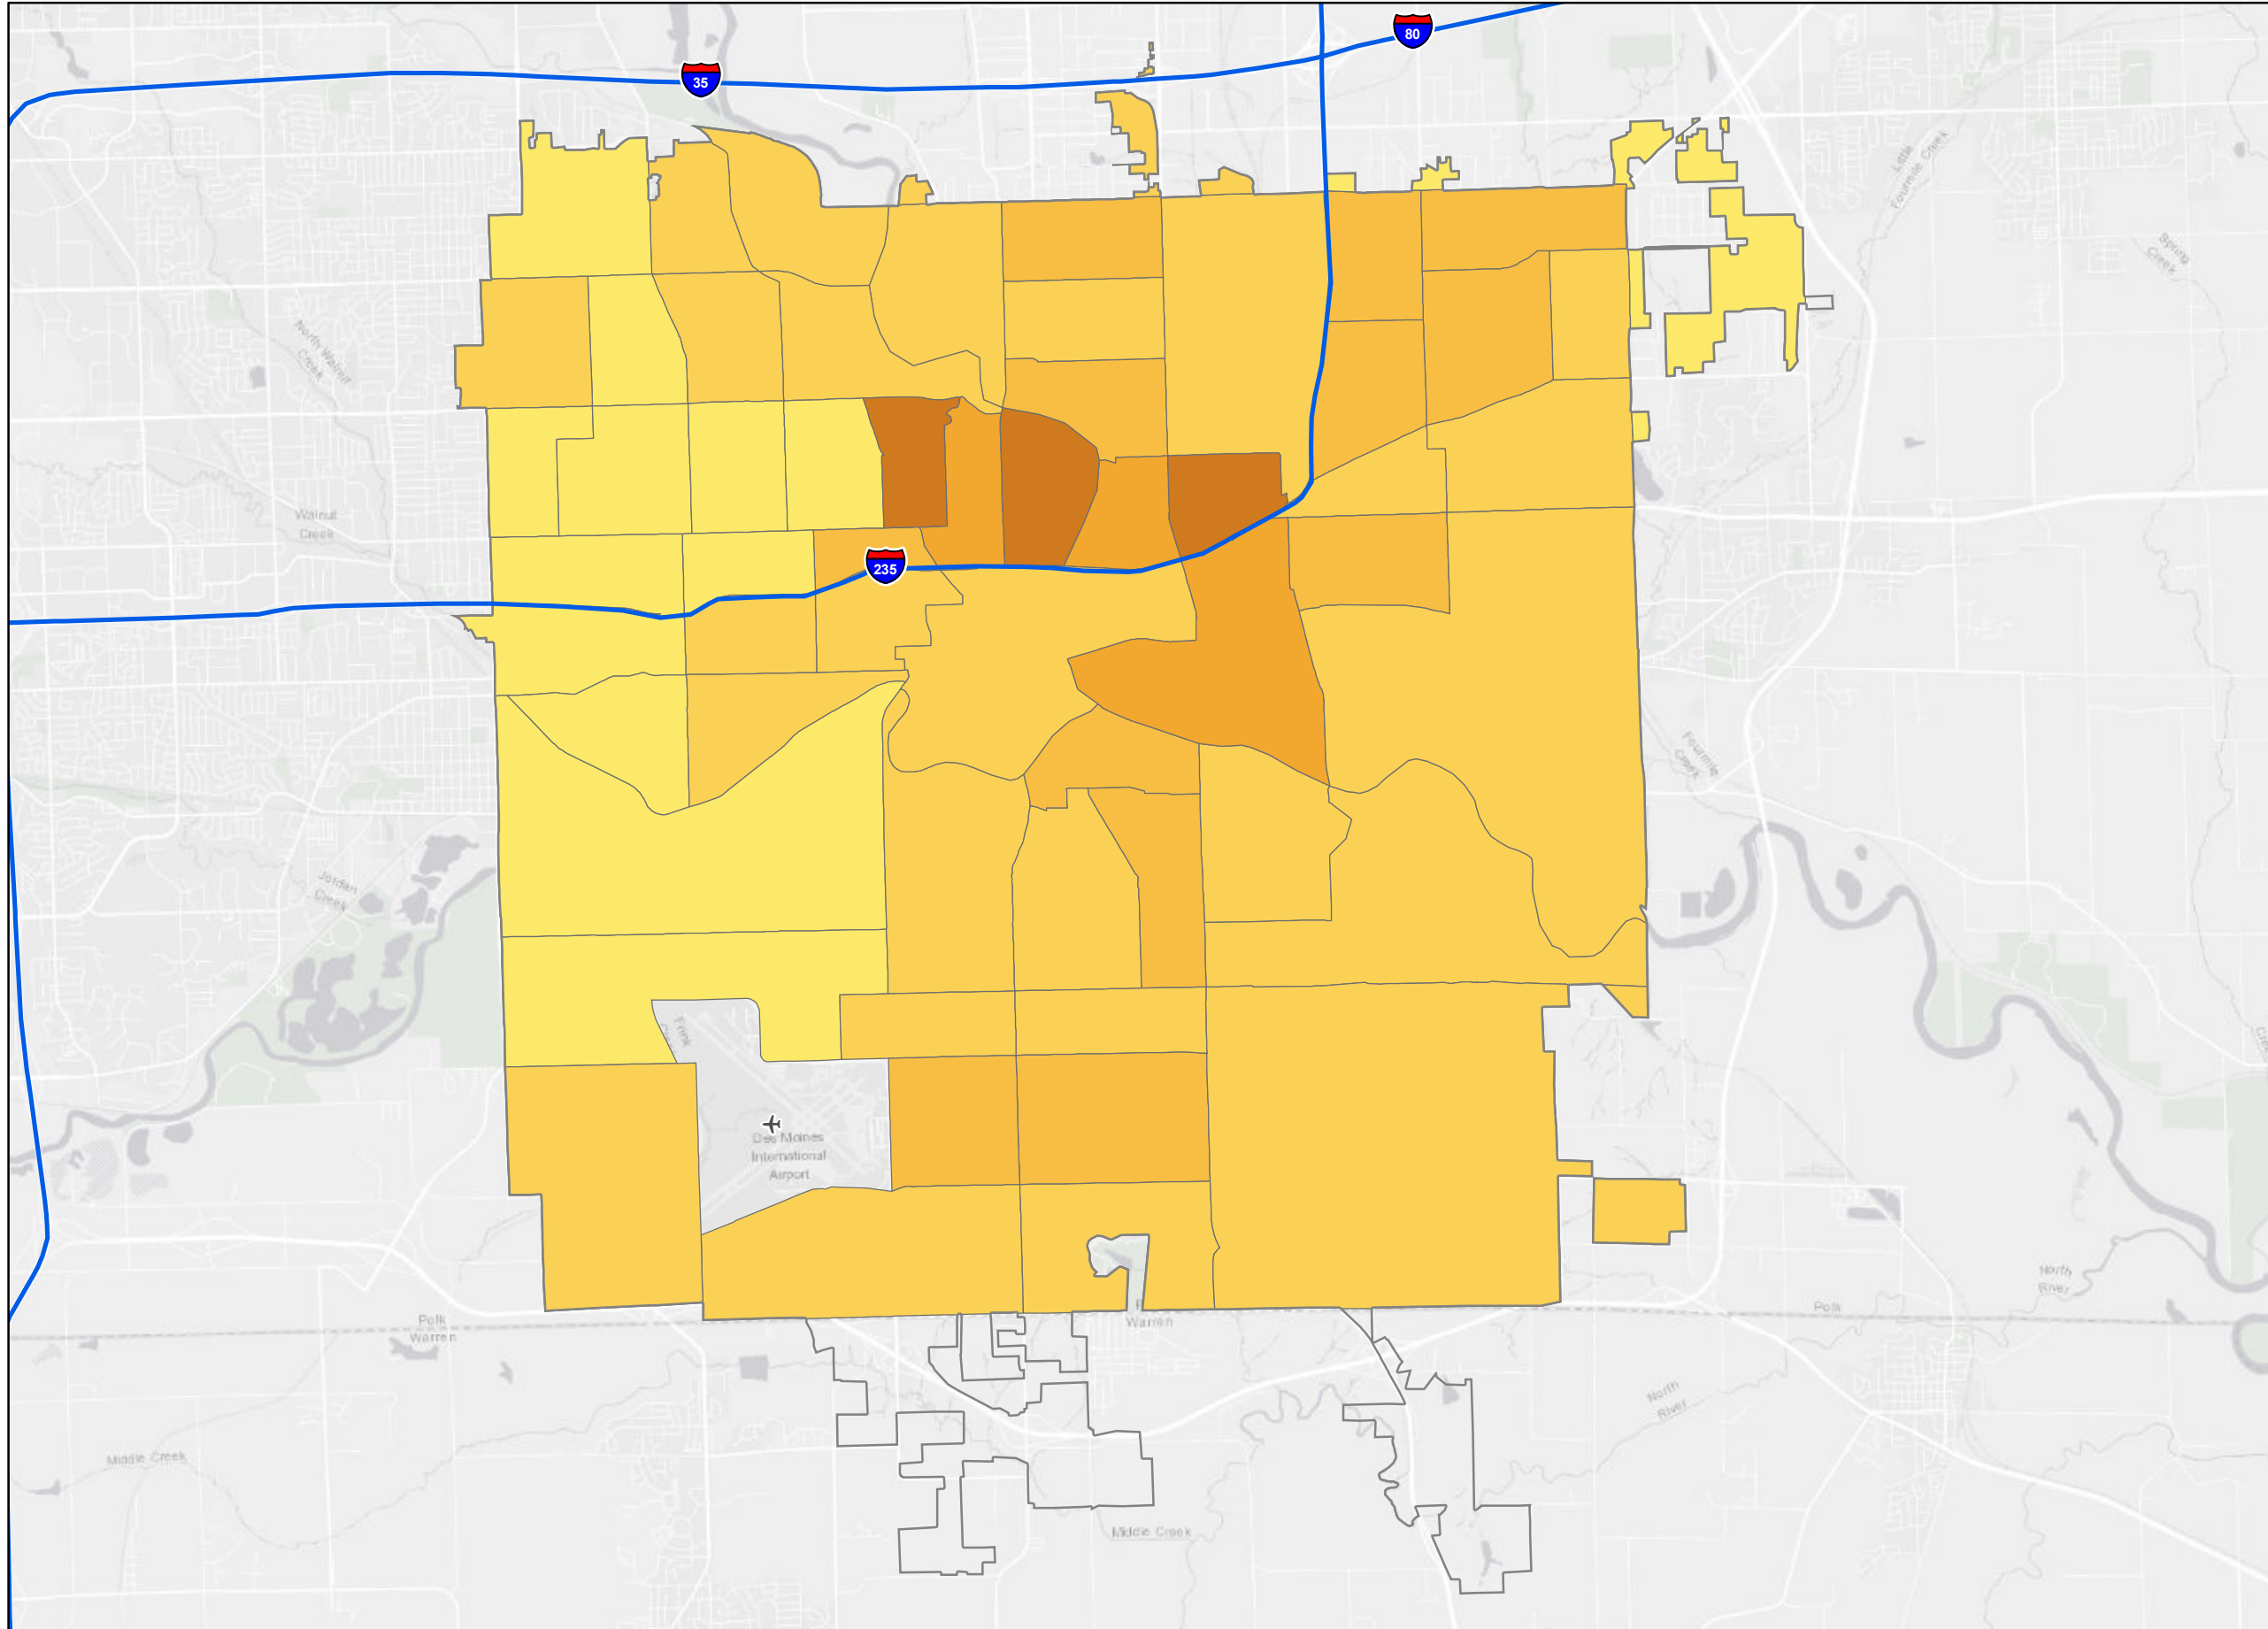 80
35
Little
Fourmile Creek
Spring
Creek
North Walnut
Creek
Walnut
Creek
235
Fourmile
Creek
Jordan
Creek
Frink
Des Moines
International
Airport
North
River
Polk
Warren
Warren
Polk
North
River
Middle Creek
Middle Creek